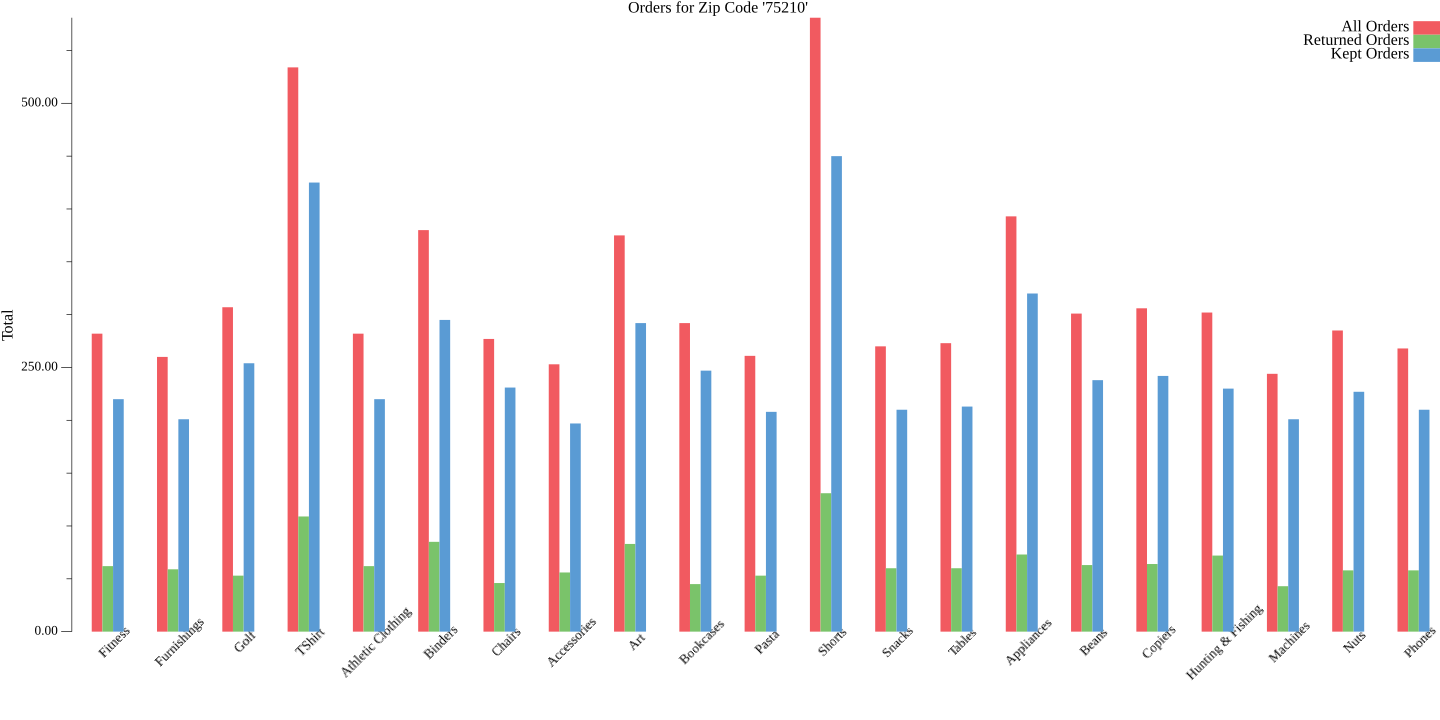 Orders for Zip Code '75210'
All Orders
Returned Orders
Kept Orders
Total
500.00
250.00
0.00
Fitness
Furnishings
Golf
TShirt
Athletic Clothing
Binders
Chairs
Accessories
Art
Bookcases
Pasta
Shorts
Snacks
Tables
Appliances
Beans
Copiers
Hunting & Fishing
Machines
Nuts
Phones